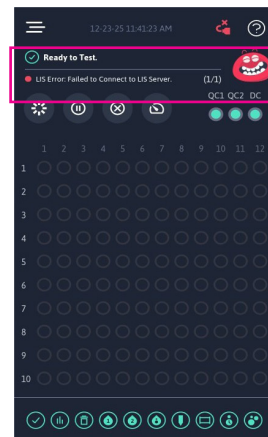 12-23-25 11:41:23 AM
Ready to Test.
LIS Error: Failed to Connect to LIS Server. (1/1)
QC1 QC2 DC
1 2 3 4 5 6 7 8 9 10 11 12
1
2
3
4
5
6
7
8
9
10